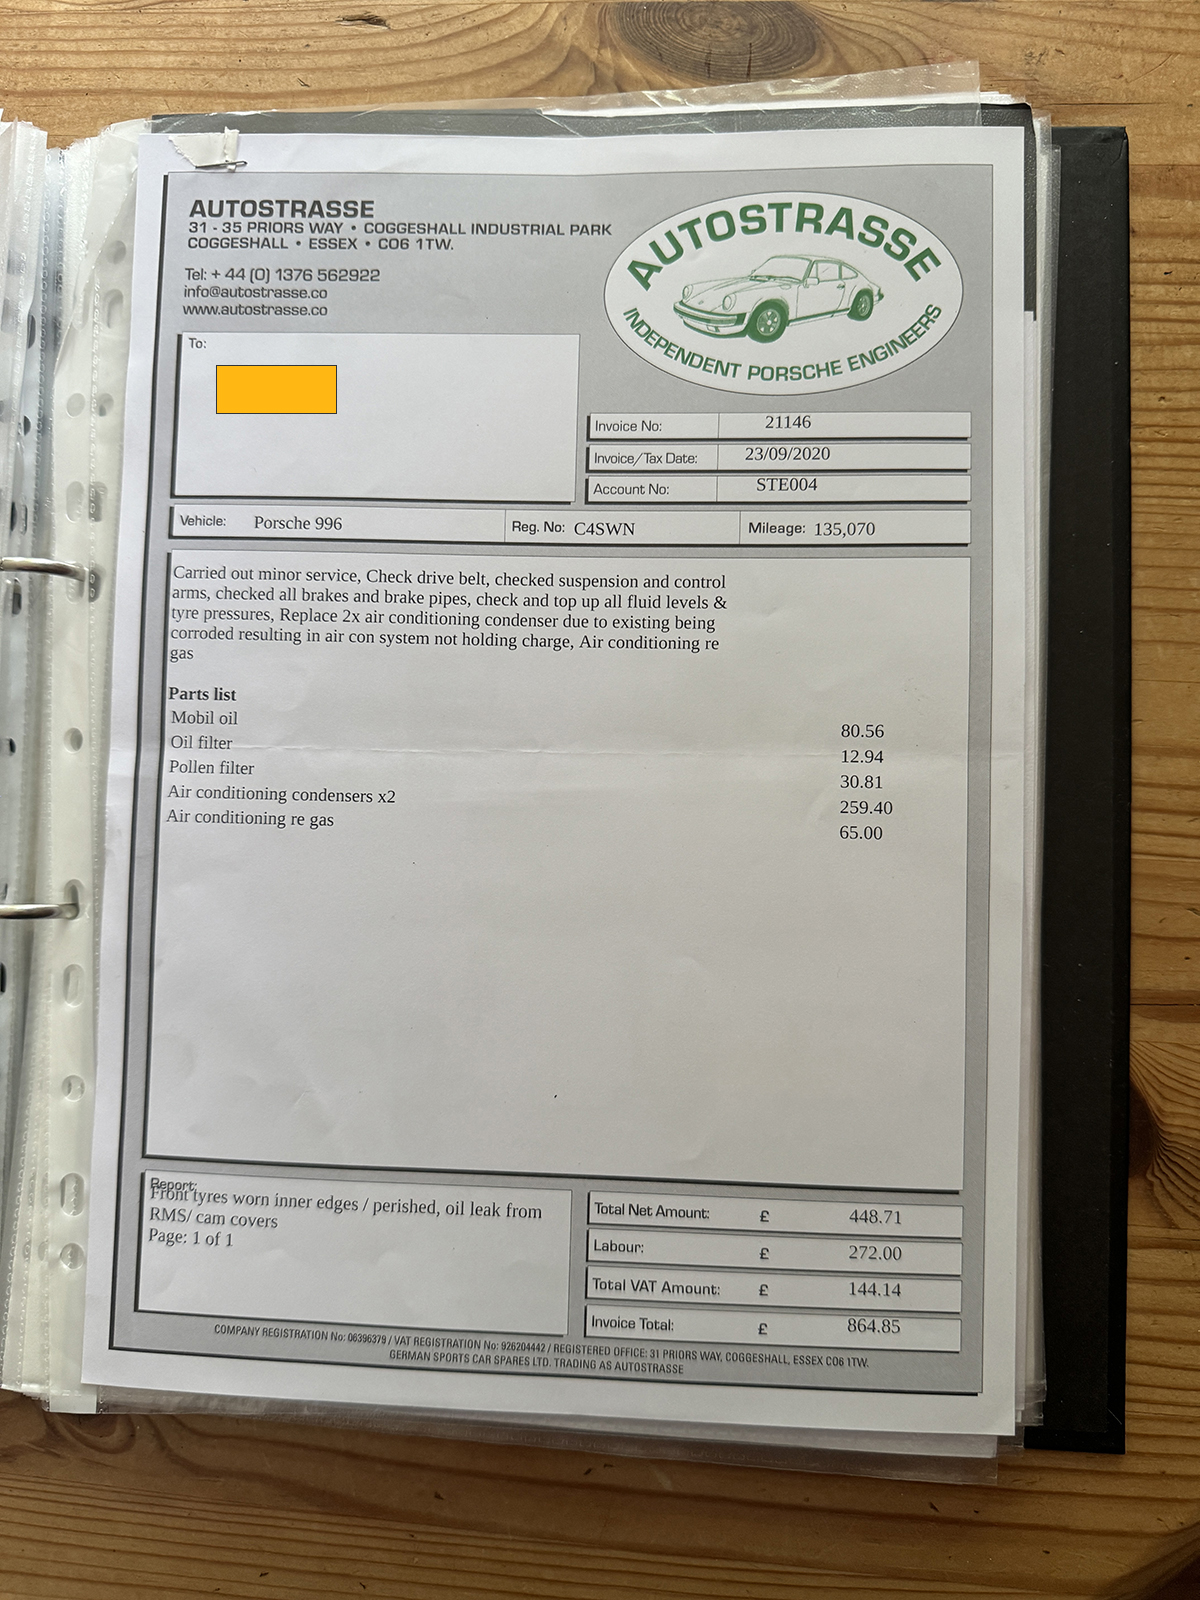 AUTOSTRASSE
31 - 35 PRIORS WAY • COGGESHALL INDUSTRIAL PARK
COGGESHALL • ESSEX • CO6 1TW.
Tel: + 44 (0) 1376 562922
info@autostrasse.co
www.autostrasse.co
AUTOSTRASSE
INDEPENDENT PORSCHE ENGINEERS
To:
Invoice No: 21146
Invoice/Tax Date: 23/09/2020
Account No: STE004
Vehicle: Porsche 996 Reg. No: C4SWN Mileage: 135,070
Carried out minor service, Check drive belt, checked suspension and control
arms, checked all brakes and brake pipes, check and top up all fluid levels &
tyre pressures, Replace 2x air conditioning condenser due to existing being
corroded resulting in air con system not holding charge, Air conditioning re
gas
Parts list
Mobil oil 80.56
Oil filter 12.94
Pollen filter 30.81
Air conditioning condensers x2 259.40
Air conditioning re gas 65.00
Report:
Front tyres worn inner edges / perished, oil leak from
RMS/ cam covers
Page: 1 of 1
Total Net Amount: £ 448.71
Labour: £ 272.00
Total VAT Amount: £ 144.14
Invoice Total: £ 864.85
COMPANY REGISTRATION No: 06396379 / VAT REGISTRATION No: 926204442 / REGISTERED OFFICE: 31 PRIORS WAY, COGGESHALL, ESSEX CO6 1TW.
GERMAN SPORTS CAR SPARES LTD. TRADING AS AUTOSTRASSE